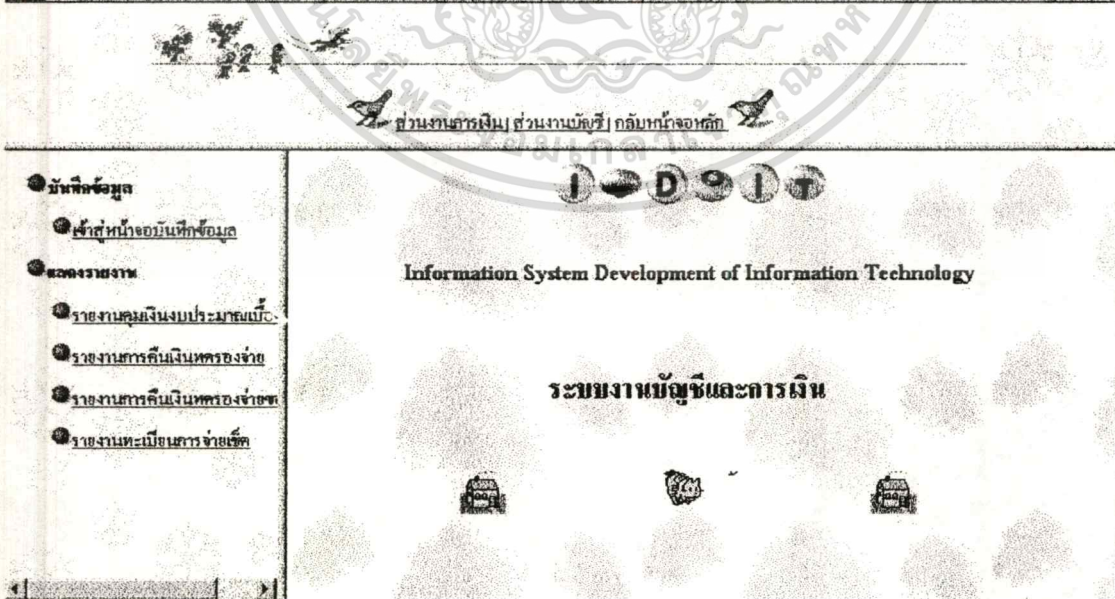 ส่วนงานการเงิน | ส่วนงานบัญชี | กลับหน้าจอหลัก
บันทึกข้อมูล
เข้าสู่หน้าจอบันทึกข้อมูล
แสดงรายงาน
รายงานคุมเงินงบประมาณเบื้อ
รายงานการคืนเงินทดรองจ่าย
รายงานการคืนเงินทดรองจ่ายข
รายงานทะเบียนการจ่ายเช็ค
I D I T
Information System Development of Information Technology
ระบบงานบัญชีและการเงิน